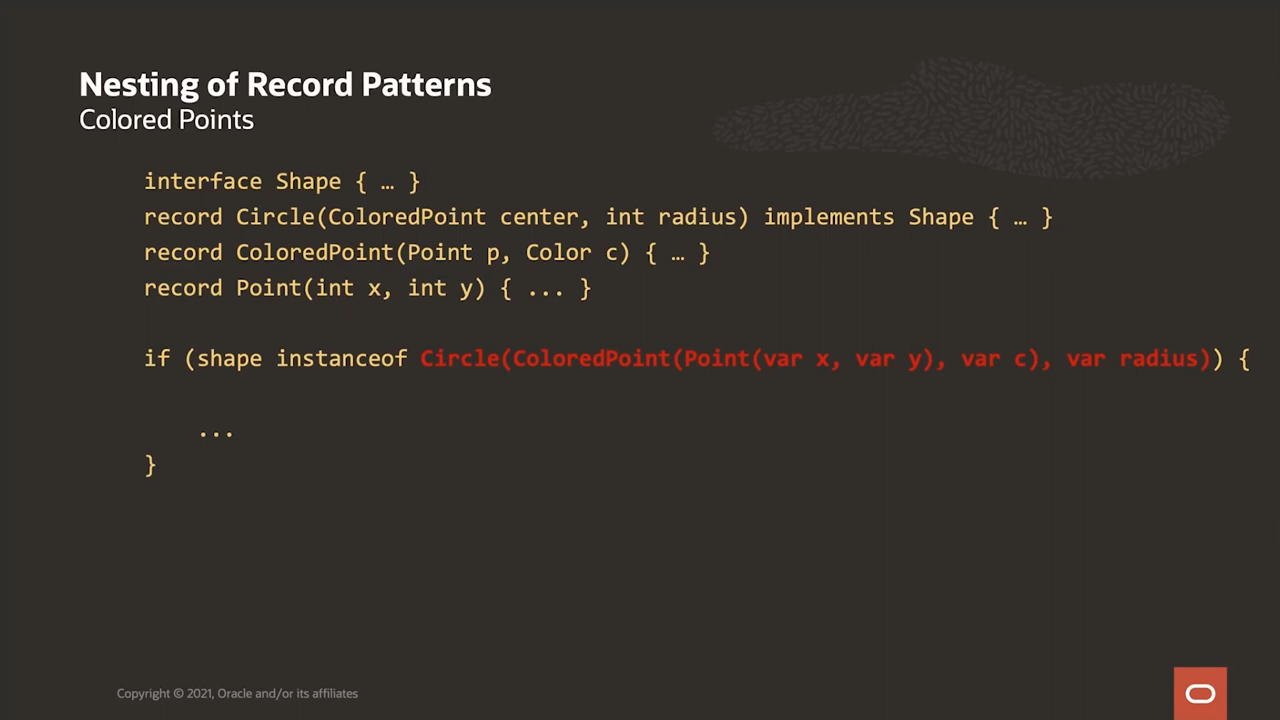 Nesting of Record Patterns
Colored Points
interface Shape { … }
record Circle(ColoredPoint center, int radius) implements Shape { … }
record ColoredPoint(Point p, Color c) { … }
record Point(int x, int y) { ... }
if (shape instanceof Circle(ColoredPoint(Point(var x, var y), var c), var radius)) {
...
}
Copyright © 2021, Oracle and/or its affiliates